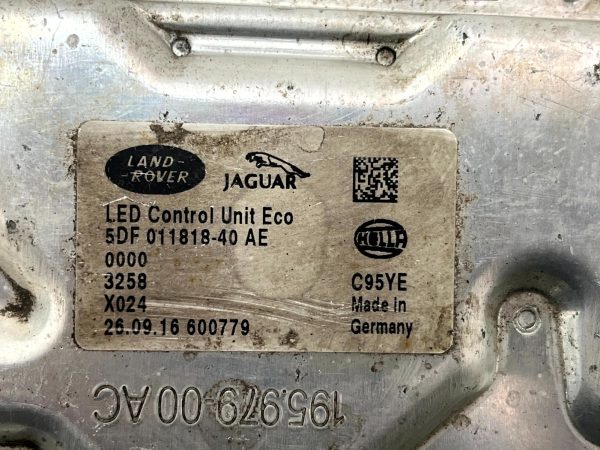 LAND-
ROVER
JAGUAR
LED Control Unit Eco
5DF 011818-40 AE
HELLA
0000
3258
C95YE
X024
Made in
26.09.16 600779
Germany
195.979-00 AC